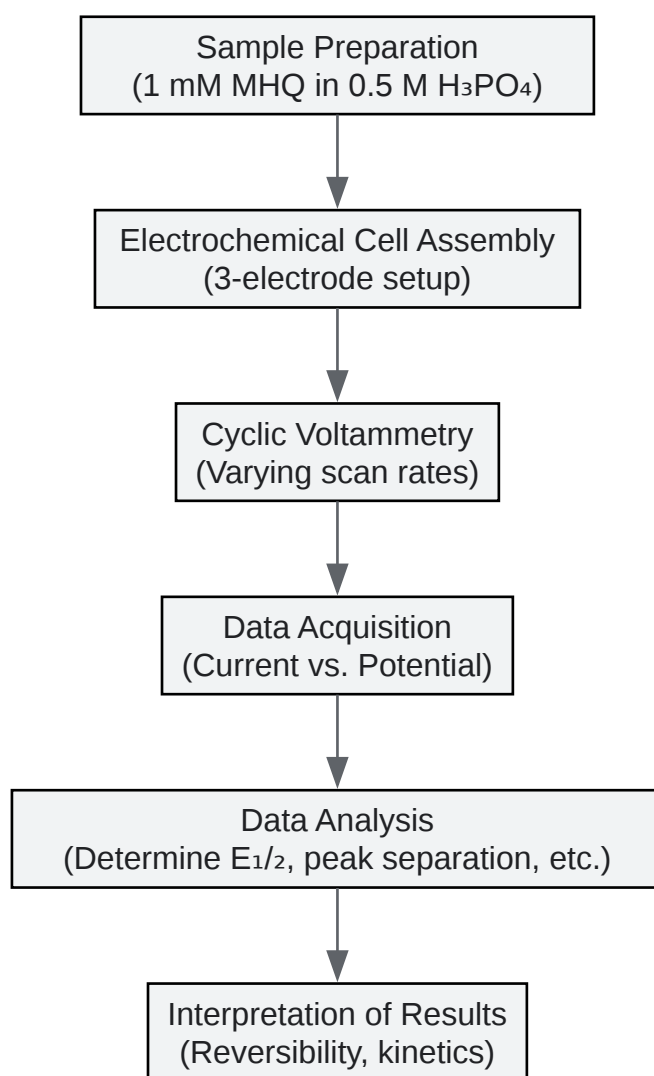 Sample Preparation
(1 mM MHQ in 0.5 M H₃PO₄)
Electrochemical Cell Assembly
(3-electrode setup)
Cyclic Voltammetry
(Varying scan rates)
Data Acquisition
(Current vs. Potential)
Data Analysis
(Determine E₁/₂, peak separation, etc.)
Interpretation of Results
(Reversibility, kinetics)